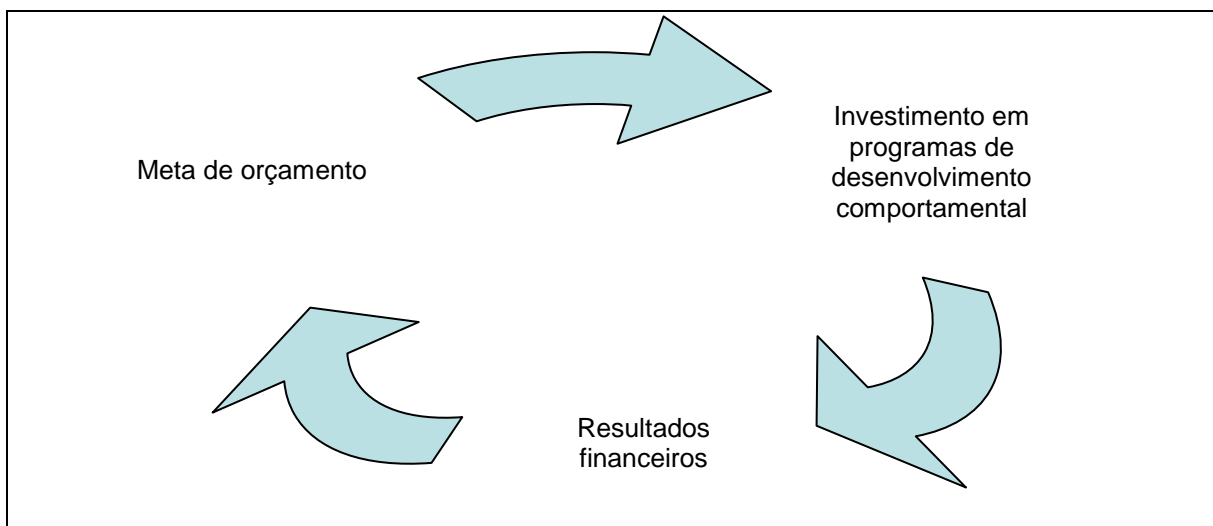 Meta de orçamento
Investimento em
programas de
desenvolvimento
comportamental
Resultados
financeiros